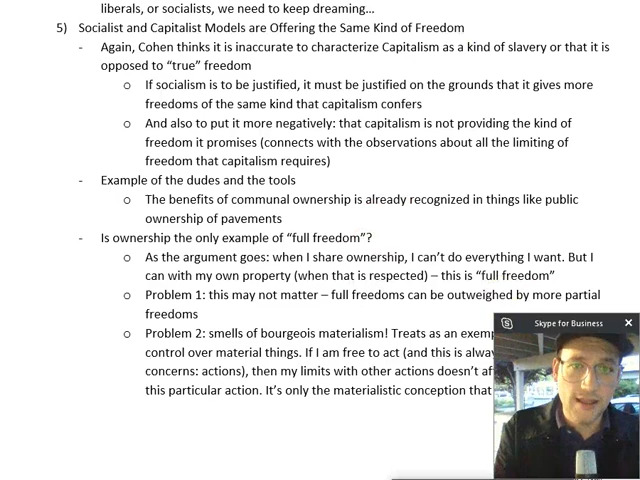 liberals, or socialists, we need to keep dreaming…
5) Socialist and Capitalist Models are Offering the Same Kind of Freedom
- Again, Cohen thinks it is inaccurate to characterize Capitalism as a kind of slavery or that it is
opposed to “true” freedom
o If socialism is to be justified, it must be justified on the grounds that it gives more
freedoms of the same kind that capitalism confers
o And also to put it more negatively: that capitalism is not providing the kind of
freedom it promises (connects with the observations about all the limiting of
freedom that capitalism requires)
- Example of the dudes and the tools
o The benefits of communal ownership is already recognized in things like public
ownership of pavements
- Is ownership the only example of “full freedom”?
o As the argument goes: when I share ownership, I can’t do everything I want. But I
can with my own property (when that is respected) – this is “full freedom”
o Problem 1: this may not matter – full freedoms can be outweighed by more partial
freedoms
o Problem 2: smells of bourgeois materialism! Treats as an
control over material things. If I am free to act (and this is
concerns: actions), then my limits with other actions doesn’t
this particular action. It’s only the materialistic conception that
Skype for Business